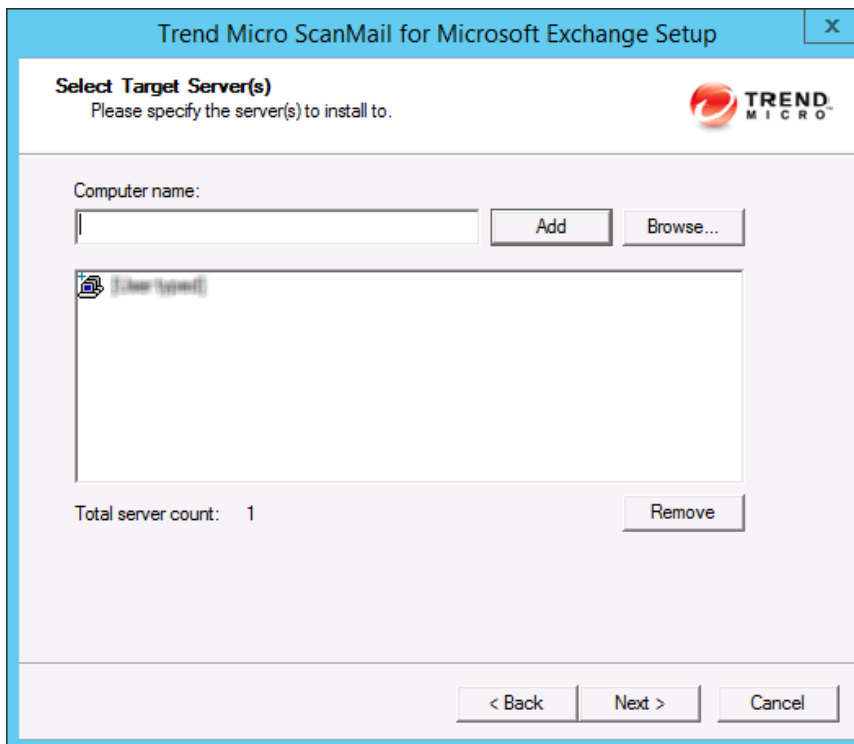 Trend Micro ScanMail for Microsoft Exchange Setup
x
Select Target Server(s)
Please specify the server(s) to install to.
TREND
MICRO™
Computer name:
Add
Browse...
Total server count: 1
Remove
< Back
Next >
Cancel